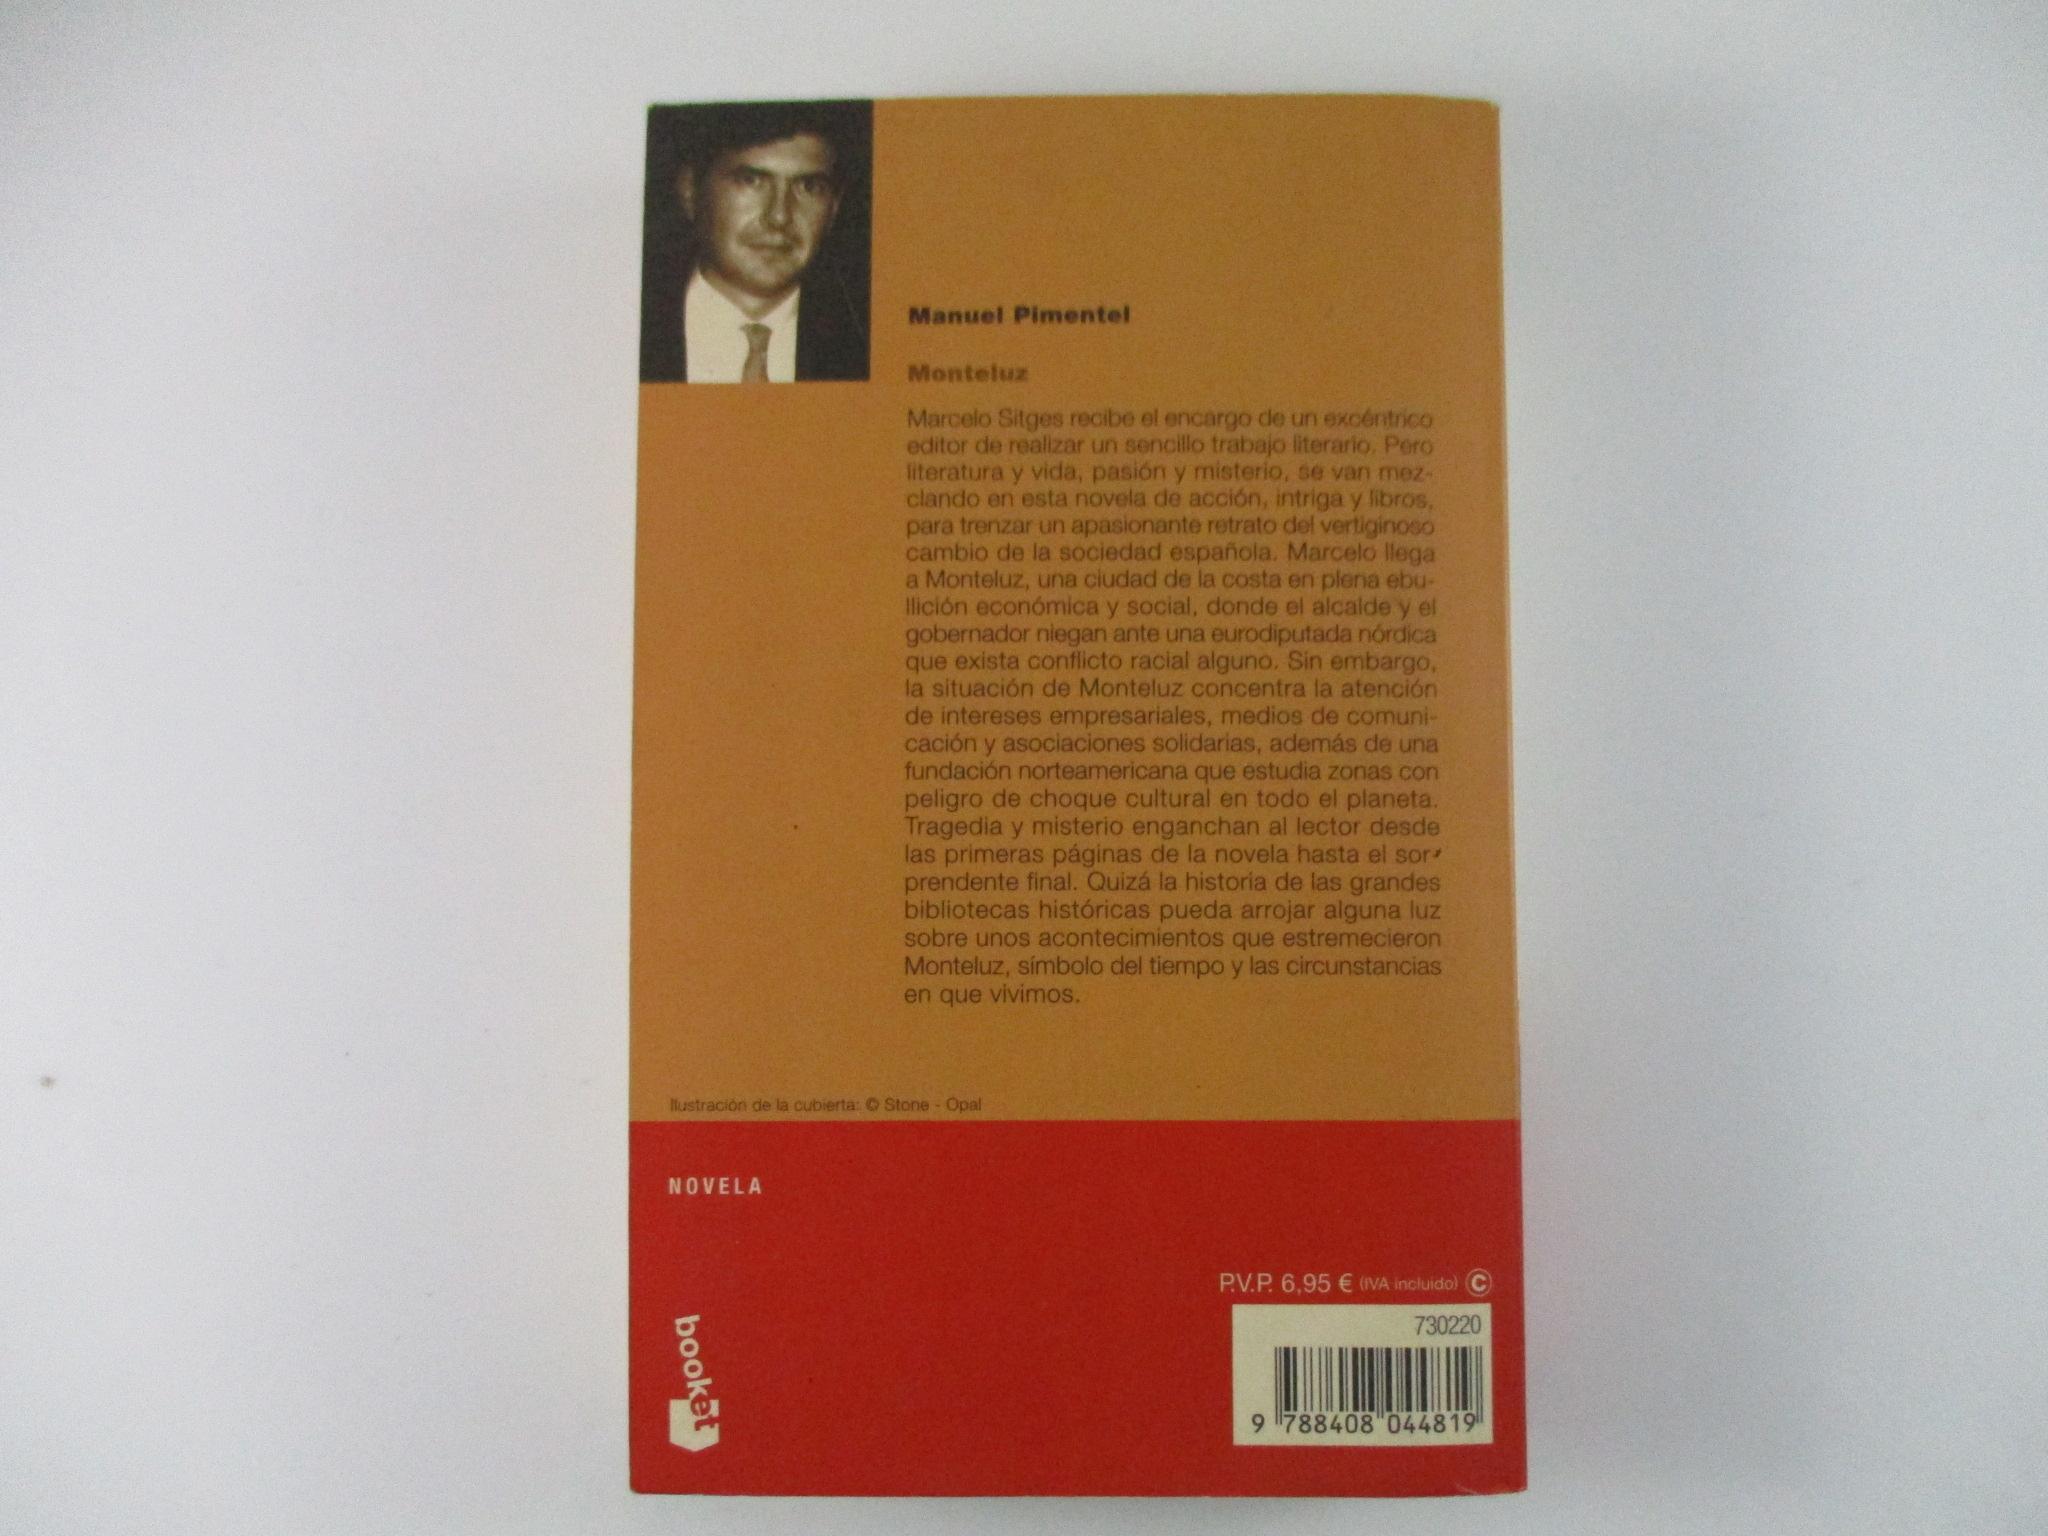 Manuel Pimentel
Monteluz
Marcelo Sitges recibe el encargo de un excéntrico
editor de realizar un sencillo trabajo literario. Pero
literatura y vida, pasión y misterio, se van mez-
clando en esta novela de acción, intriga y libros,
para trenzar un apasionante retrato del vertiginoso
cambio de la sociedad española. Marcelo llega
a Monteluz, una ciudad de la costa en plena ebu-
llición económica y social, donde el alcalde y el
gobernador niegan ante una eurodiputada nórdica
que exista conflicto racial alguno. Sin embargo,
la situación de Monteluz concentra la atención
de intereses empresariales, medios de comuni-
cación y asociaciones solidarias, además de una
fundación norteamericana que estudia zonas con
peligro de choque cultural en todo el planeta.
Tragedia y misterio enganchan al lector desde
las primeras páginas de la novela hasta el sor-
prendente final. Quizá la historia de las grandes
bibliotecas históricas pueda arrojar alguna luz
sobre unos acontecimientos que estremecieron
Monteluz, símbolo del tiempo y las circunstancias
en que vivimos.
Ilustración de la cubierta: © Stone - Opal
NOVELA
P.V.P. 6,95 € (IVA incluido) C
730220
9 788408 044819
booket